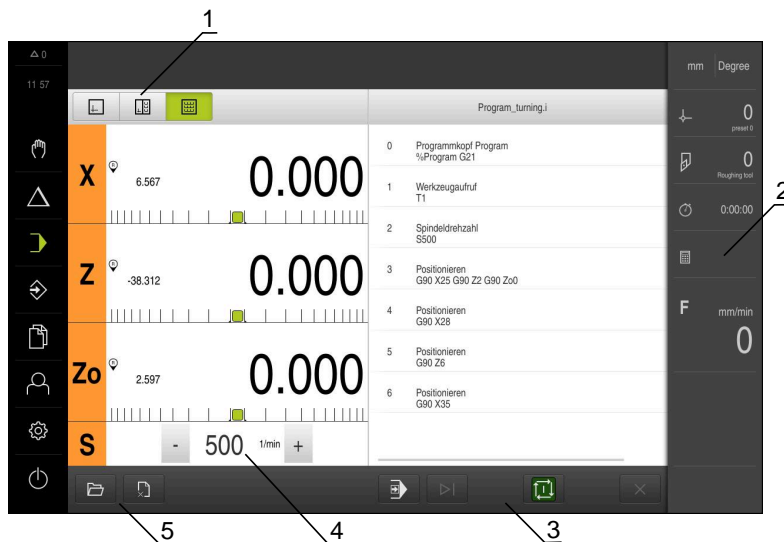 1
0
11 57
mm Degree
Program_turning.i
X
R
6.567
0.000
Z
R
-38.312
0.000
Zo
R
2.597
0.000
S
-
500
1/min
+
0 Programmkopf Program
%Program G21
1 Werkzeugaufruf
T1
2 Spindeldrehzahl
S500
3 Positionieren
G90 X25 G90 Z2 G90 Zo0
4 Positionieren
G90 X28
5 Positionieren
G90 Z6
6 Positionieren
G90 X35
0
preset 0
0
Roughing tool
0:00:00
2
F mm/min
0
5
4
3